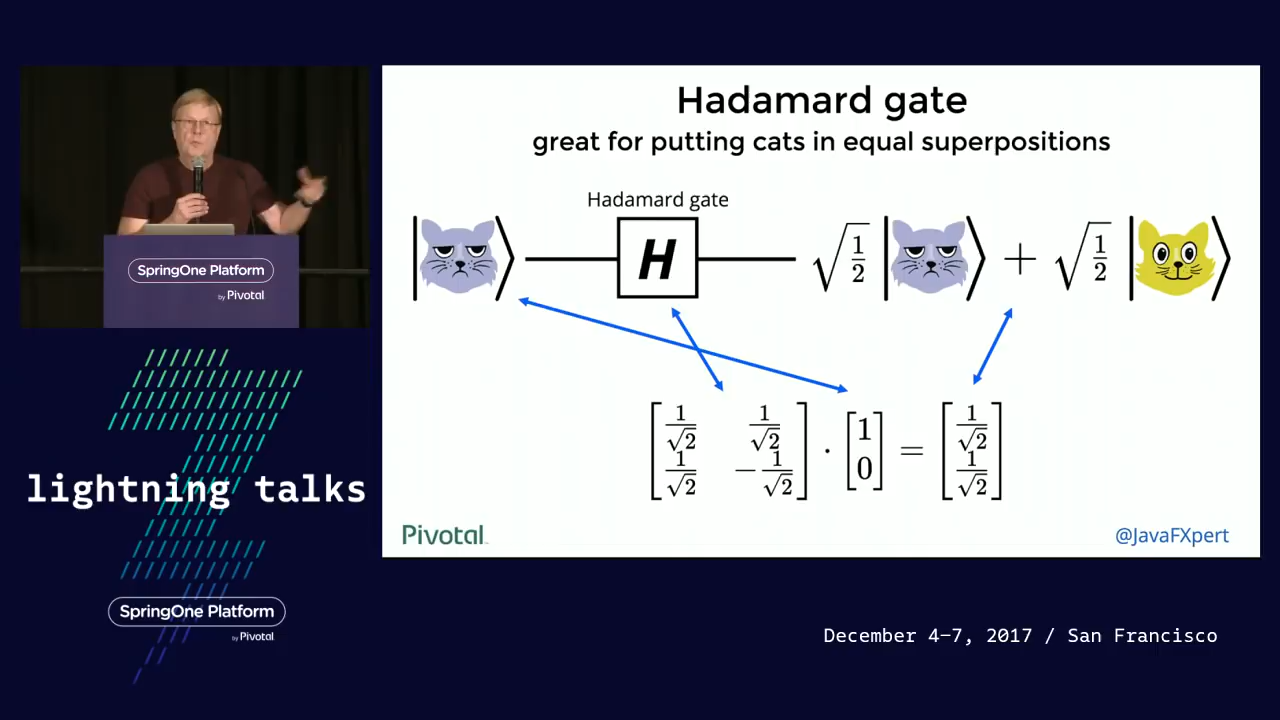 Hadamard gate
great for putting cats in equal superpositions
Hadamard gate
H
√1/2 + √1/2
[1/√2 1/√2
1/√2 -1/√2] · [1
0] = [1/√2
1/√2]
Pivotal
@JavaFXpert
SpringOne Platform
by Pivotal
lightning talks
SpringOne Platform
by Pivotal
December 4–7, 2017 / San Francisco